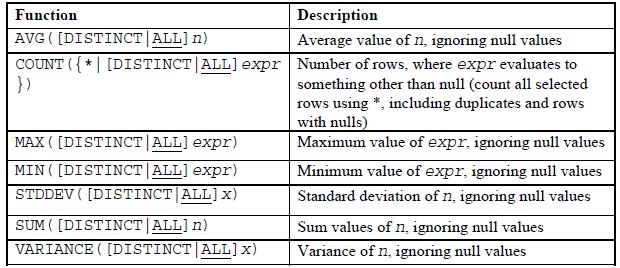 Function Description
AVG([DISTINCT|ALL]n) Average value of n, ignoring null values
COUNT({*|[DISTINCT|ALL]expr Number of rows, where expr evaluates to
}) something other than null (count all selected
rows using *, including duplicates and rows
with nulls)
MAX([DISTINCT|ALL]expr) Maximum value of expr, ignoring null values
MIN([DISTINCT|ALL]expr) Minimum value of expr, ignoring null values
STDDEV([DISTINCT|ALL]x) Standard deviation of n, ignoring null values
SUM([DISTINCT|ALL]n) Sum values of n, ignoring null values
VARIANCE([DISTINCT|ALL]x) Variance of n, ignoring null values